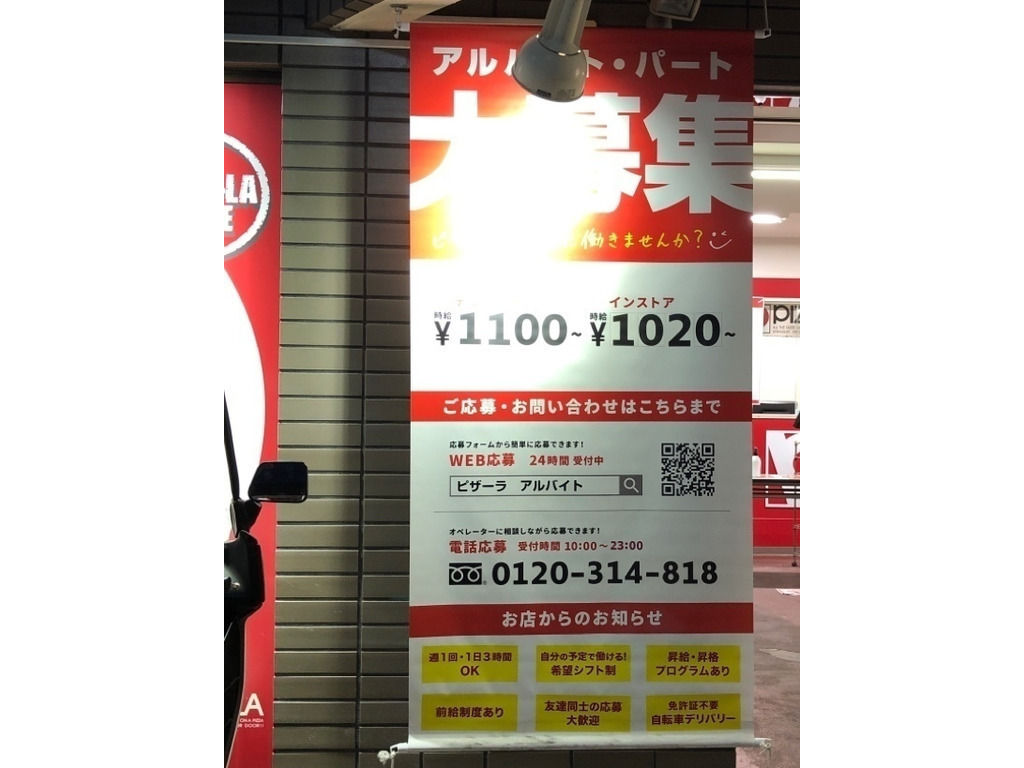 アルバイト・パート
大募集
働きませんか?
インストア
時給 ¥1100~
時給 ¥1020~
ご応募・お問い合わせはこちらまで
応募フォームから簡単に応募できます!
WEB応募 24時間 受付中
ピザーラ アルバイト
オペレーターに相談しながら応募できます!
電話応募 受付時間 10:00~23:00
0120-314-818
お店からのお知らせ
週1回・1日3時間
OK
自分の予定で働ける!
希望シフト制
昇給・昇格
プログラムあり
前給制度あり
友達同士の応募
大歓迎
免許証不要
自転車デリバリー